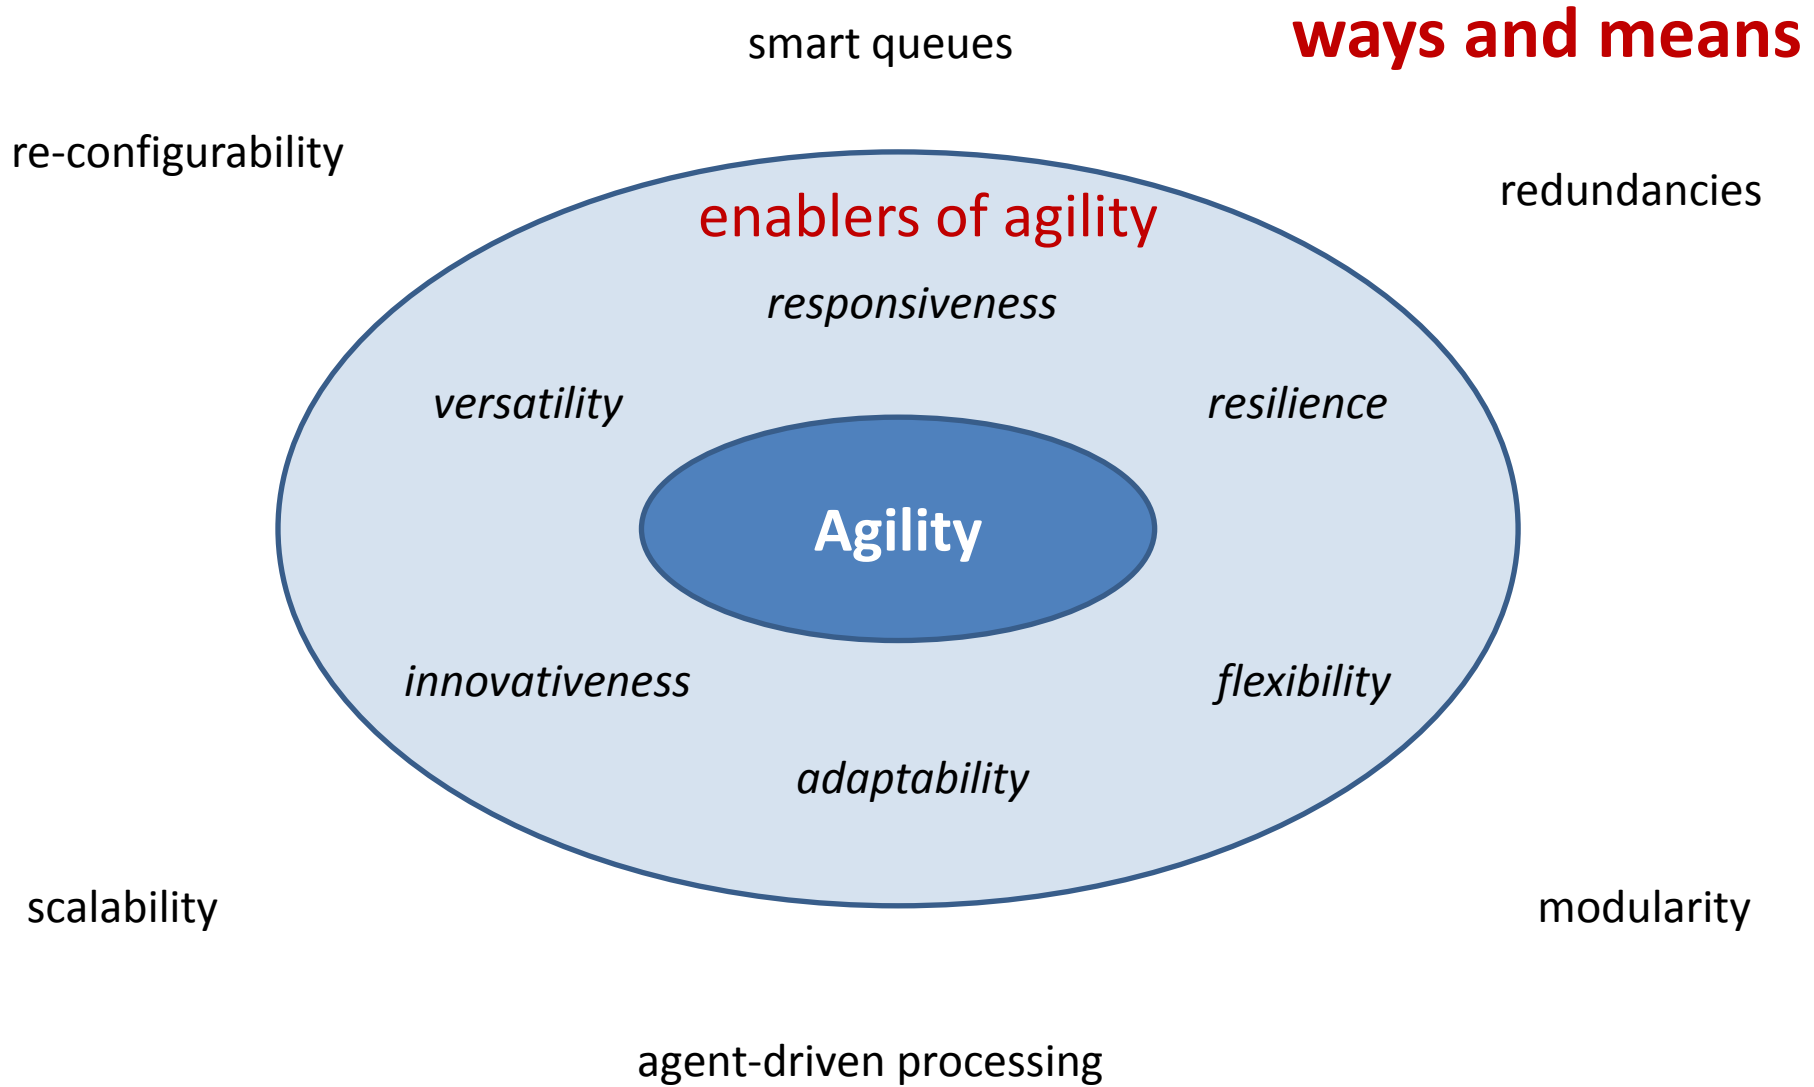 ways and means
smart queues
re-configurability
redundancies
enablers of agility
responsiveness
versatility
resilience
Agility
innovativeness
flexibility
adaptability
scalability
modularity
agent-driven processing